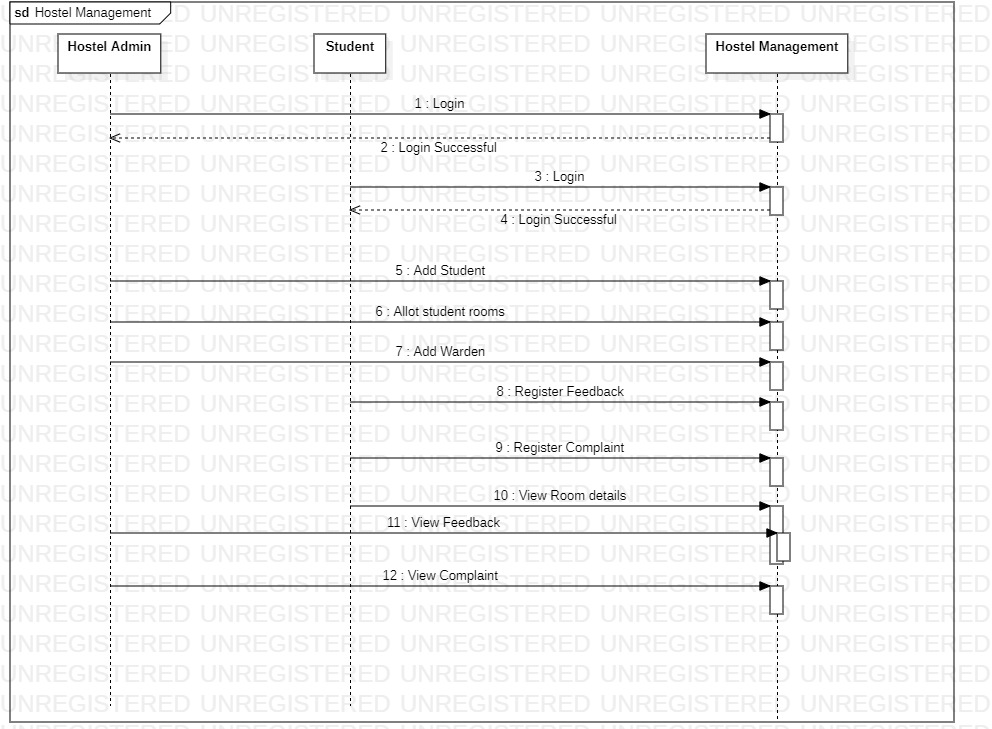 sd Hostel Management
Hostel Admin
Student
Hostel Management
1 : Login
2 : Login Successful
3 : Login
4 : Login Successful
5 : Add Student
6 : Allot student rooms
7 : Add Warden
8 : Register Feedback
9 : Register Complaint
10 : View Room details
11 : View Feedback
12 : View Complaint
UNREGISTERED